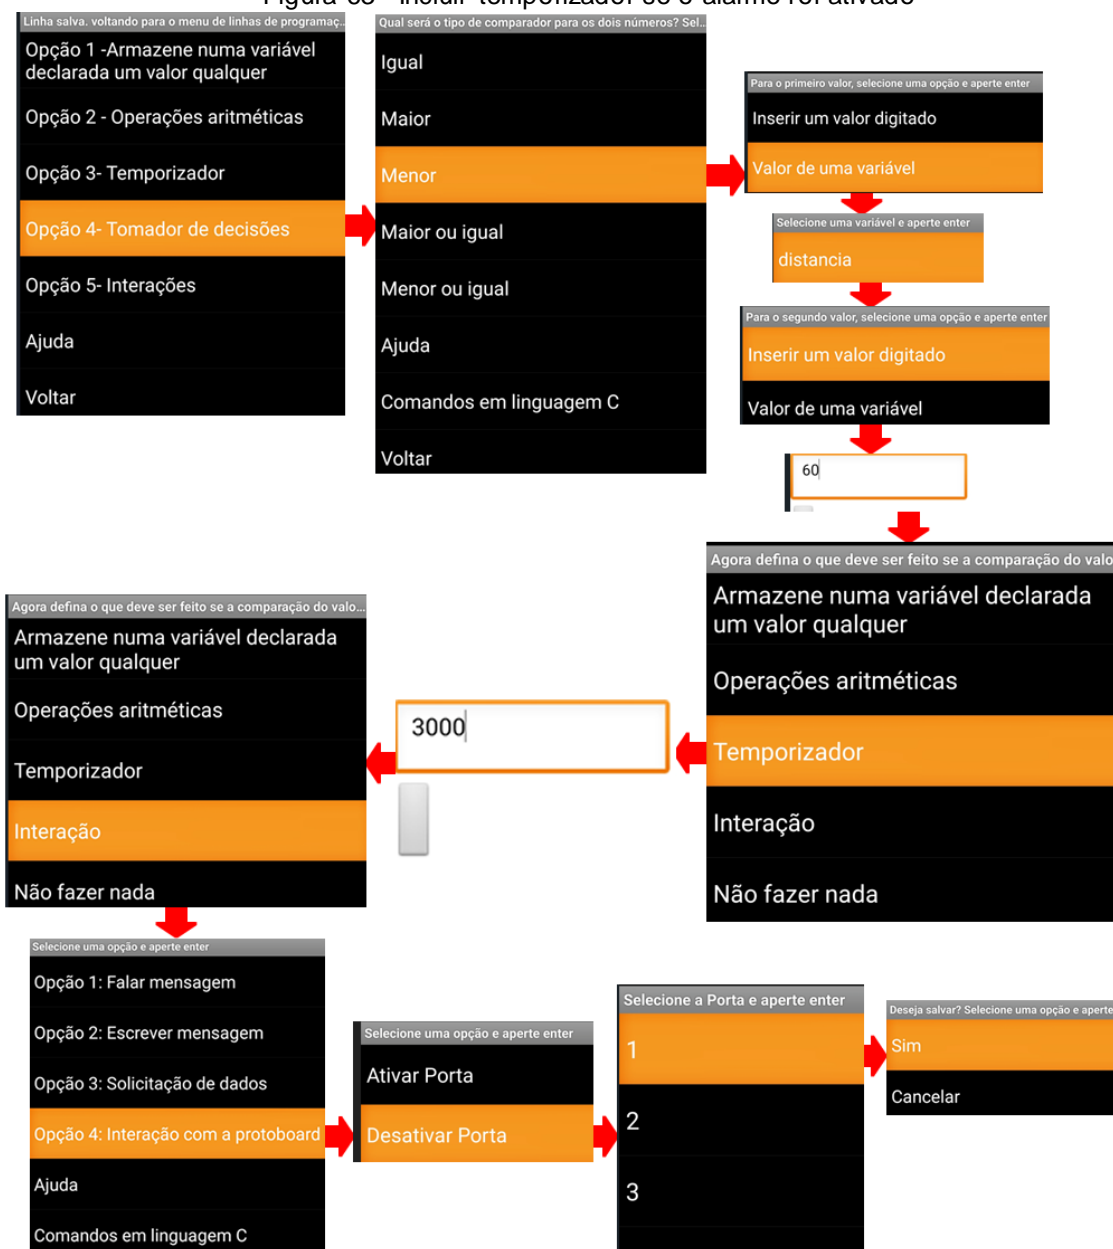 Figura 68 - Incluir temporizador se o alarme foi ativado
Linha salva. voltando para o menu de linhas de programaç...
Opção 1 -Armazene numa variável
declarada um valor qualquer
Opção 2 - Operações aritméticas
Opção 3- Temporizador
Opção 4- Tomador de decisões
Opção 5- Interações
Ajuda
Voltar
Qual será o tipo de comparador para os dois números? Sel...
Igual
Maior
Menor
Maior ou igual
Menor ou igual
Ajuda
Comandos em linguagem C
Voltar
Para o primeiro valor, selecione uma opção e aperte enter
Inserir um valor digitado
Valor de uma variável
Selecione uma variável e aperte enter
distancia
Para o segundo valor, selecione uma opção e aperte enter
Inserir um valor digitado
Valor de uma variável
60
Agora defina o que deve ser feito se a comparação do valo
Armazene numa variável declarada
um valor qualquer
Operações aritméticas
Temporizador
Interação
Não fazer nada
3000
Agora defina o que deve ser feito se a comparação do valo...
Armazene numa variável declarada
um valor qualquer
Operações aritméticas
Temporizador
Interação
Não fazer nada
Selecione uma opção e aperte enter
Opção 1: Falar mensagem
Opção 2: Escrever mensagem
Opção 3: Solicitação de dados
Opção 4: Interação com a protoboard
Ajuda
Comandos em linguagem C
Selecione uma opção e aperte enter
Ativar Porta
Desativar Porta
Selecione a Porta e aperte enter
1
2
3
Deseja salvar? Selecione uma opção e aperte
Sim
Cancelar